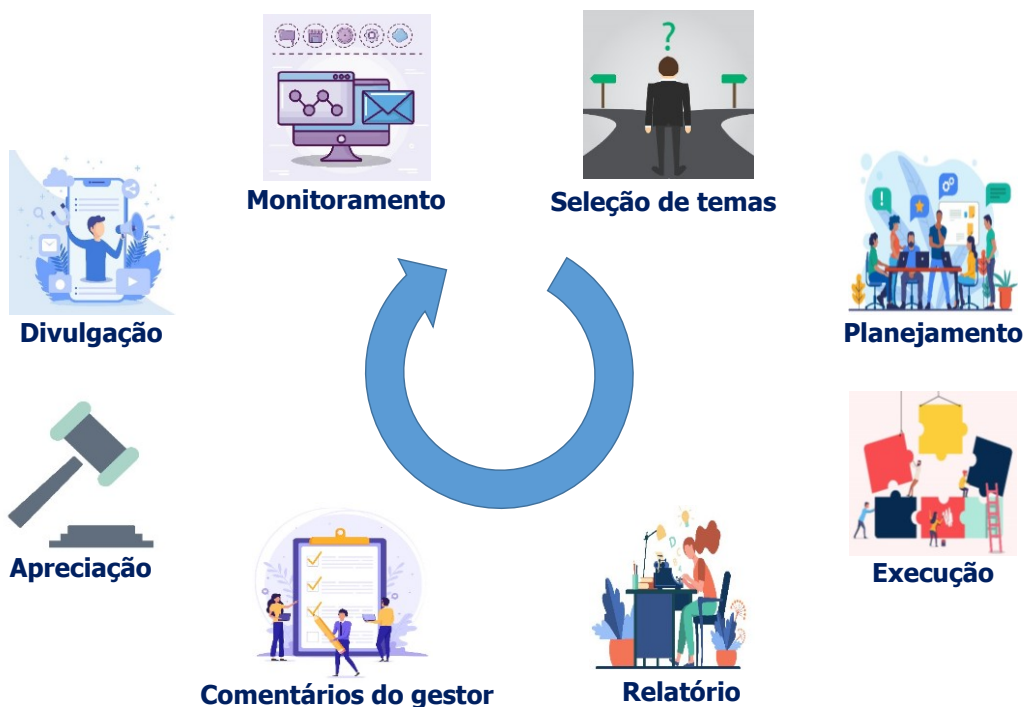 Monitoramento
Seleção de temas
Planejamento
Execução
Relatório
Comentários do gestor
Apreciação
Divulgação
?